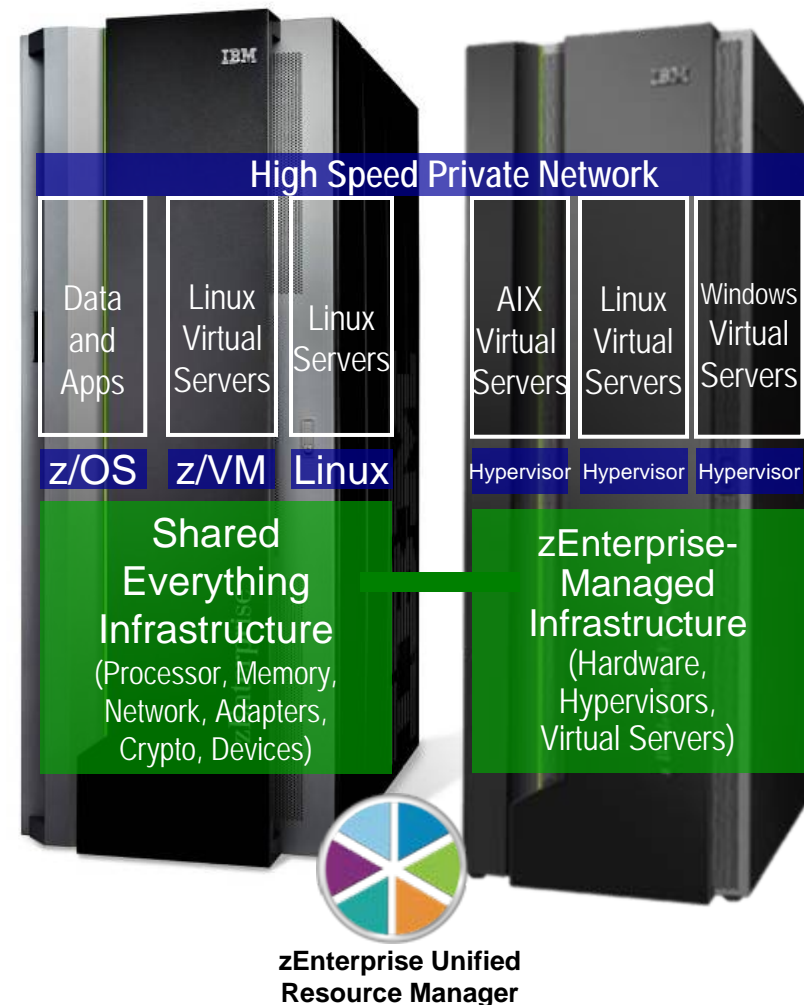 IBM
IBM
High Speed Private Network
Data
and
Apps
Linux
Virtual
Servers
Linux
Servers
AIX
Virtual
Servers
Linux
Virtual
Servers
Windows
Virtual
Servers
z/OS
z/VM
Linux
Hypervisor
Hypervisor
Hypervisor
Shared
Everything
Infrastructure
(Processor, Memory,
Network, Adapters,
Crypto, Devices)
zEnterprise-
Managed
Infrastructure
(Hardware,
Hypervisors,
Virtual Servers)
zEnterprise
zEnterprise Unified
Resource Manager